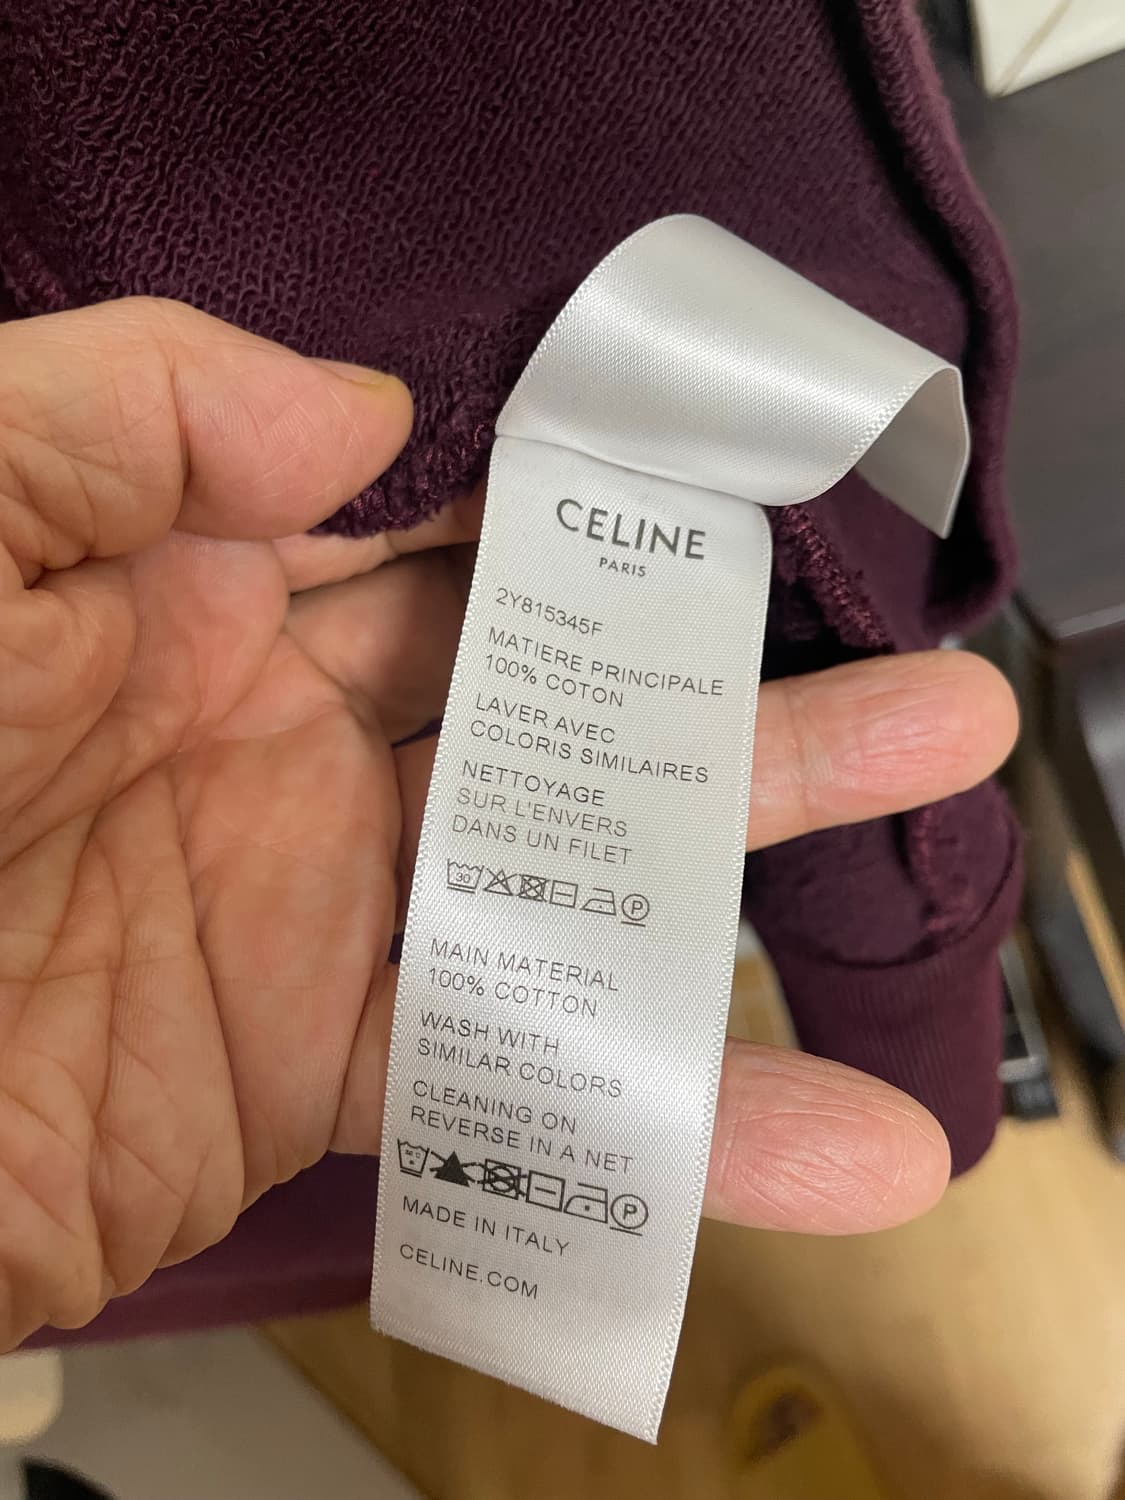 CELINE
PARIS
2Y815345F
MATIERE PRINCIPALE
100% COTON
LAVER AVEC
COLORIS SIMILAIRES
NETTOYAGE
SUR L'ENVERS
DANS UN FILET
30 P
MAIN MATERIAL
100% COTTON
WASH WITH
SIMILAR COLORS
CLEANING ON
REVERSE IN A NET
P
MADE IN ITALY
CELINE.COM